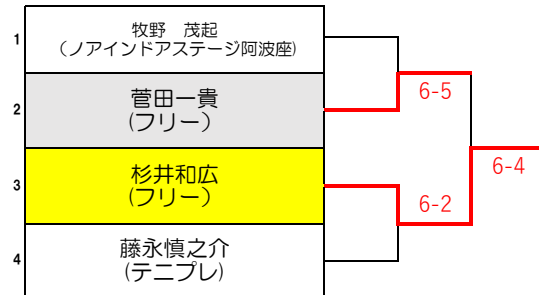 1
牧野　茂起
（ノアインドアステージ阿波座)
2
菅田一貴
(フリー）
3
杉井和広
(フリー）
4
藤永慎之介
(テニプレ)
6-5
6-2
6-4